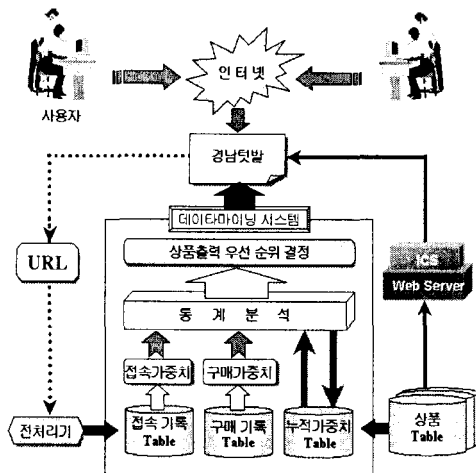 인터넷
사용자
경남텃밭
데이타마이닝 시스템
상품출력 우선 순위 결정
URL
ICS
Web Server
통 계 분 석
접속가중치
구매가중치
전처리기
접속 기록
Table
구매 기록
Table
누적가중치
Table
상품
Table